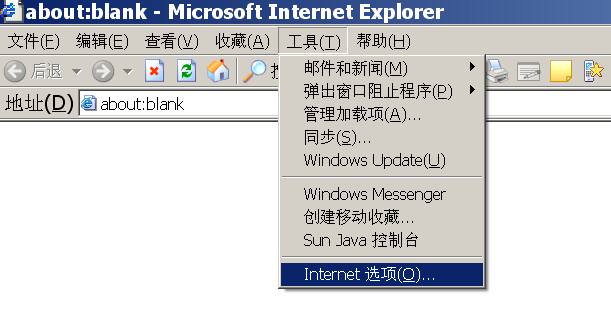 about:blank - Microsoft Internet Explorer
文件(F) 编辑(E) 查看(V) 收藏(A) 工具(T) 帮助(H)
后退
地址(D) about:blank
邮件和新闻(M)
弹出窗口阻止程序(P)
管理加载项(A)...
同步(S)...
Windows Update(U)
Windows Messenger
创建移动收藏...
Sun Java 控制台
Internet 选项(O)...